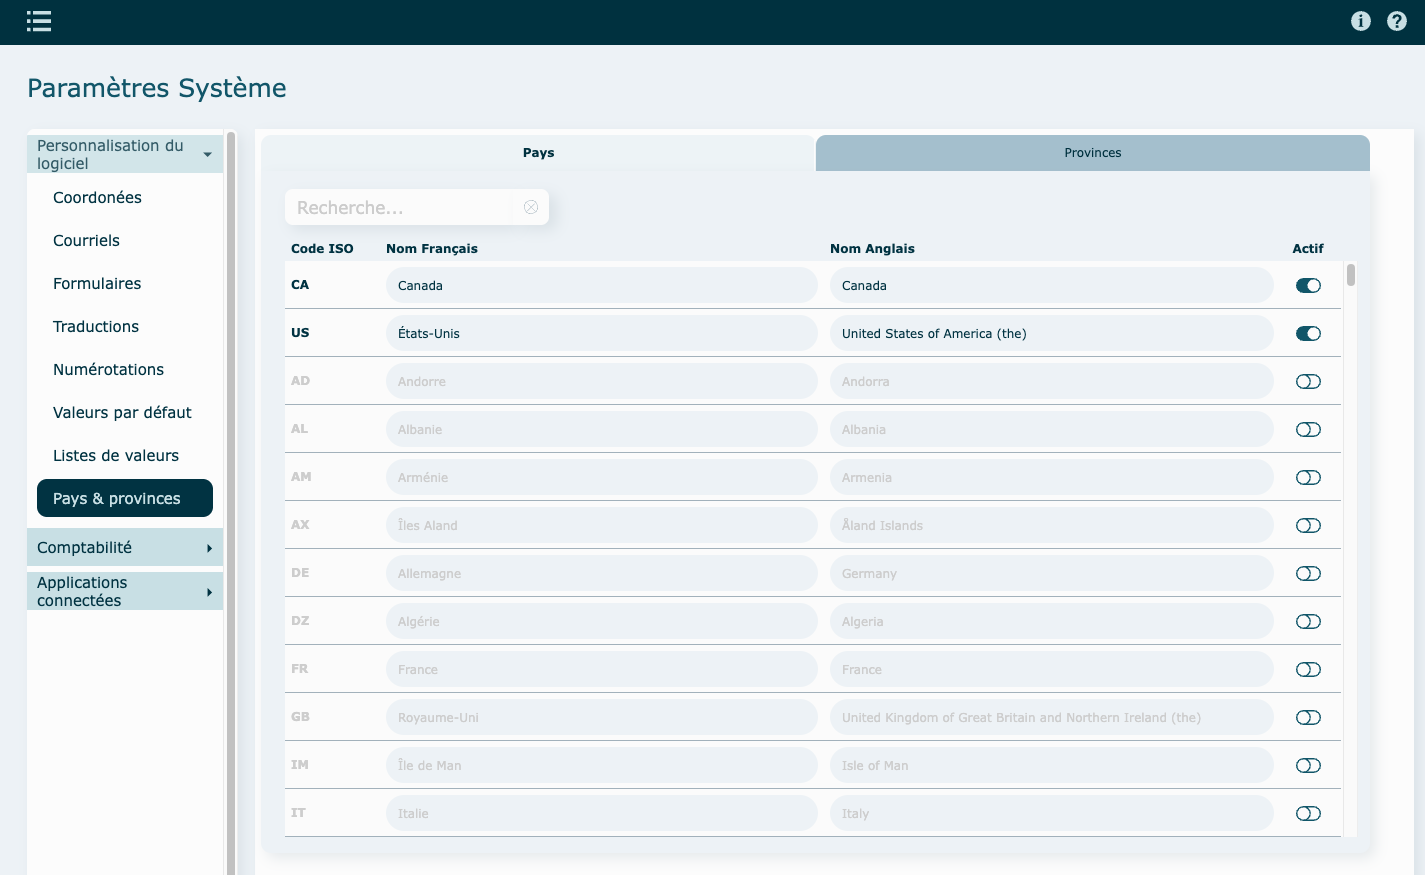 Paramètres Système
Personnalisation du
logiciel
Coordonées
Courriels
Formulaires
Traductions
Numérotations
Valeurs par défaut
Listes de valeurs
Pays & provinces
Comptabilité
Applications
connectées
Pays Provinces
Recherche...
Code ISO Nom Français Nom Anglais Actif
CA Canada Canada
US États-Unis United States of America (the)
AD Andorre Andorra
AL Albanie Albania
AM Arménie Armenia
AX Îles Aland Åland Islands
DE Allemagne Germany
DZ Algérie Algeria
FR France France
GB Royaume-Uni United Kingdom of Great Britain and Northern Ireland (the)
IM Île de Man Isle of Man
IT Italie Italy